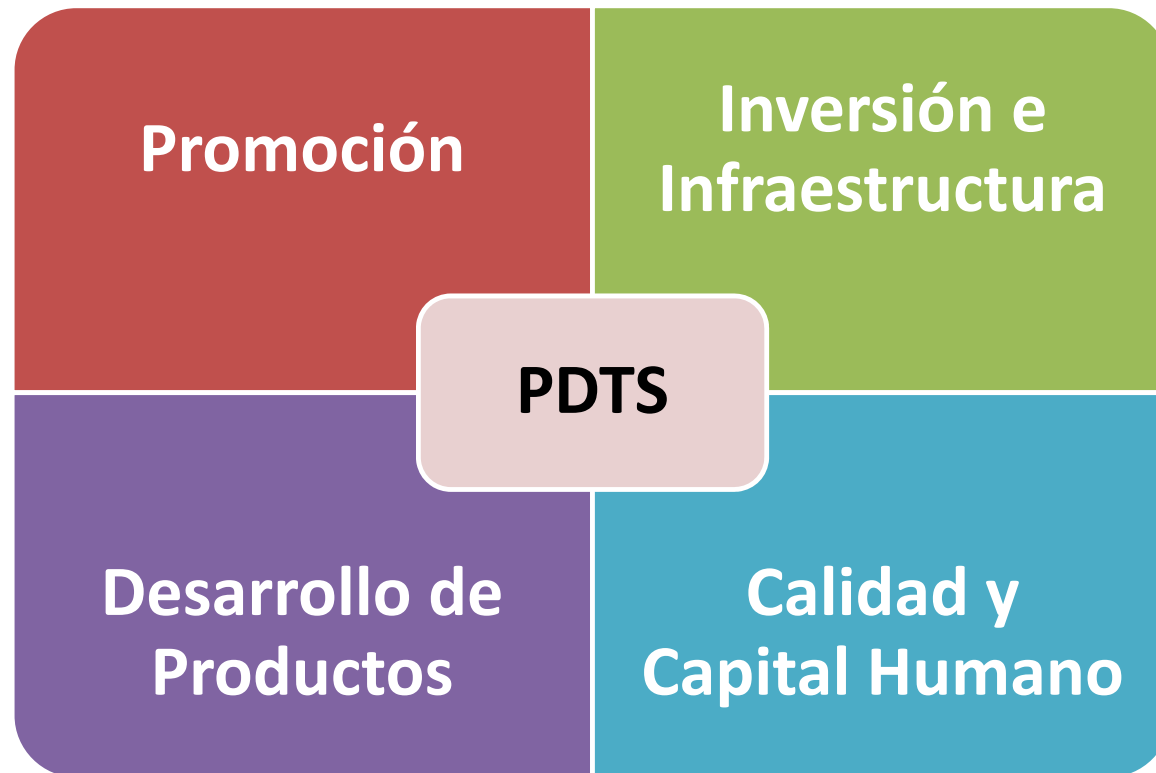 Promoción
Inversión e
Infraestructura
PDTS
Desarrollo de
Productos
Calidad y
Capital Humano